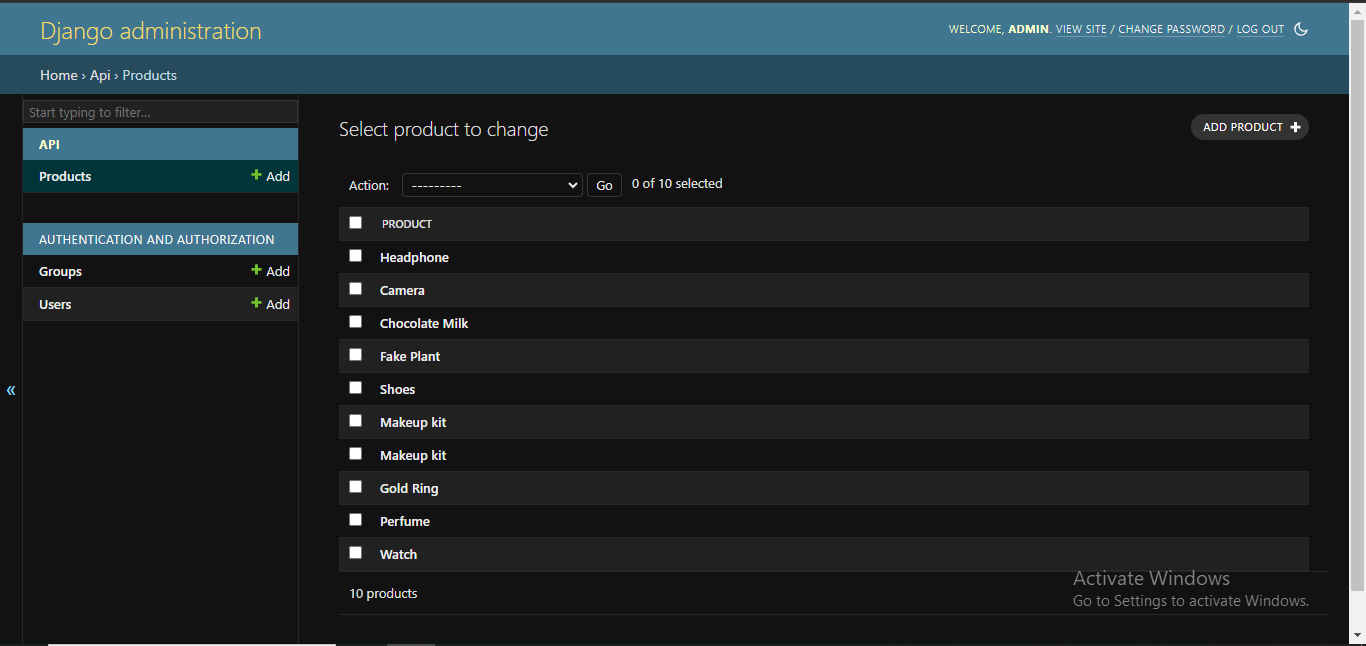 Django administration
WELCOME, ADMIN. VIEW SITE / CHANGE PASSWORD / LOG OUT
Home › Api › Products
Start typing to filter...
API
Products + Add
AUTHENTICATION AND AUTHORIZATION
Groups + Add
Users + Add
«
Select product to change
ADD PRODUCT +
Action: --------- Go 0 of 10 selected
PRODUCT
Headphone
Camera
Chocolate Milk
Fake Plant
Shoes
Makeup kit
Makeup kit
Gold Ring
Perfume
Watch
10 products
Activate Windows
Go to Settings to activate Windows.